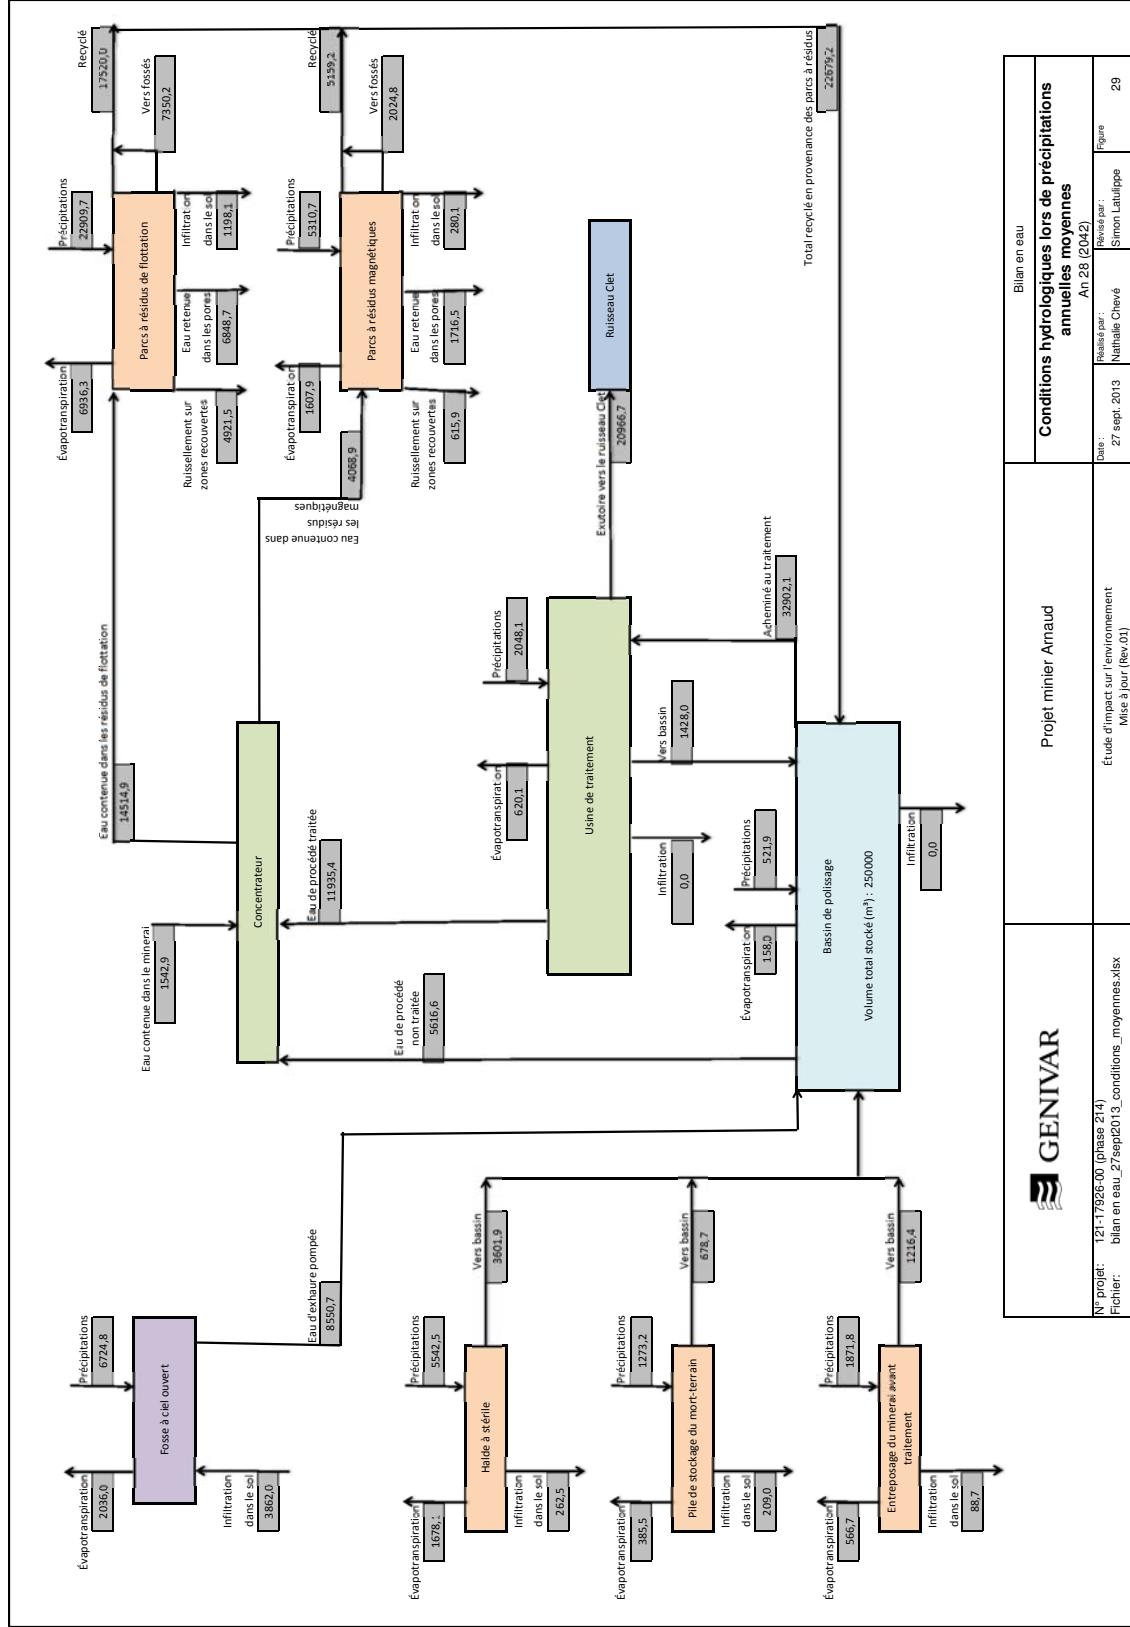 Évapotranspiration
2036,0
Précipitations
6724,8
Fosse à ciel ouvert
Infiltration
dans le sol
3862,0
Eau d'exhaure pompée
8550,7
Évapotranspiration
Précipitations
5542,5
Halde à stérile
Infiltration
dans le sol
262,5
Vers bassin
3601,9
Évapotranspiration
385,5
Précipitations
1273,2
Pile de stockage du mort-terrain
Infiltration
dans le sol
209,0
Vers bassin
678,7
Évapotranspiration
566,7
Précipitations
1871,8
Entreposage du minerai avant
traitement
Infiltration
dans le sol
88,7
Vers bassin
1216,4
Eau contenue dans le minerai
1542,9
Concentrateur
Eau contenue dans les résidus de flottation
14514,9
Eau de procédé traitée
11935,4
Eau de procédé
non traitée
5616,6
Eau contenue dans
les résidus
magnétiques
4068,9
Évapotranspiration
620,1
Précipitations
2048,1
Usine de traitement
Infiltration
0,0
Vers bassin
1428,0
Acheminé au traitement
32902,1
Exutoire vers le ruisseau Clet
20966,7
Ruisseau Clet
Évapotranspiration
158,0
Précipitations
521,9
Bassin de polissage
Volume total stocké (m³) : 250000
Infiltration
0,0
Évapotranspiration
6936,3
Précipitations
22909,7
Parcs à résidus de flottation
Ruissellement sur
zones recouvertes
4921,5
Eau retenue
dans les pores
6848,7
Infiltration
dans le sol
1198,1
Recyclé
17520,0
Vers fossés
7350,2
Évapotranspiration
1607,9
Précipitations
5310,7
Parcs à résidus magnétiques
Ruissellement sur
zones recouvertes
615,9
Eau retenue
dans les pores
1716,5
Infiltration
dans le sol
280,1
Recyclé
5159,2
Vers fossés
2024,8
Total recyclé en provenance des parcs à résidus
22679,2
GENIVAR
N° projet: 121-17926-00 (phase 214)
Fichier: bilan en eau_27sept2013_conditions_moyennes.xlsx
Projet minier Arnaud
Étude d'impact sur l'environnement
Mise à jour (Rev.01)
Bilan en eau
Conditions hydrologiques lors de précipitations
annuelles moyennes
An 28 (2042)
Date : 27 sept. 2013
Réalisé par : Nathalie Chevé
Révisé par : Simon Latulippe
Figure 29